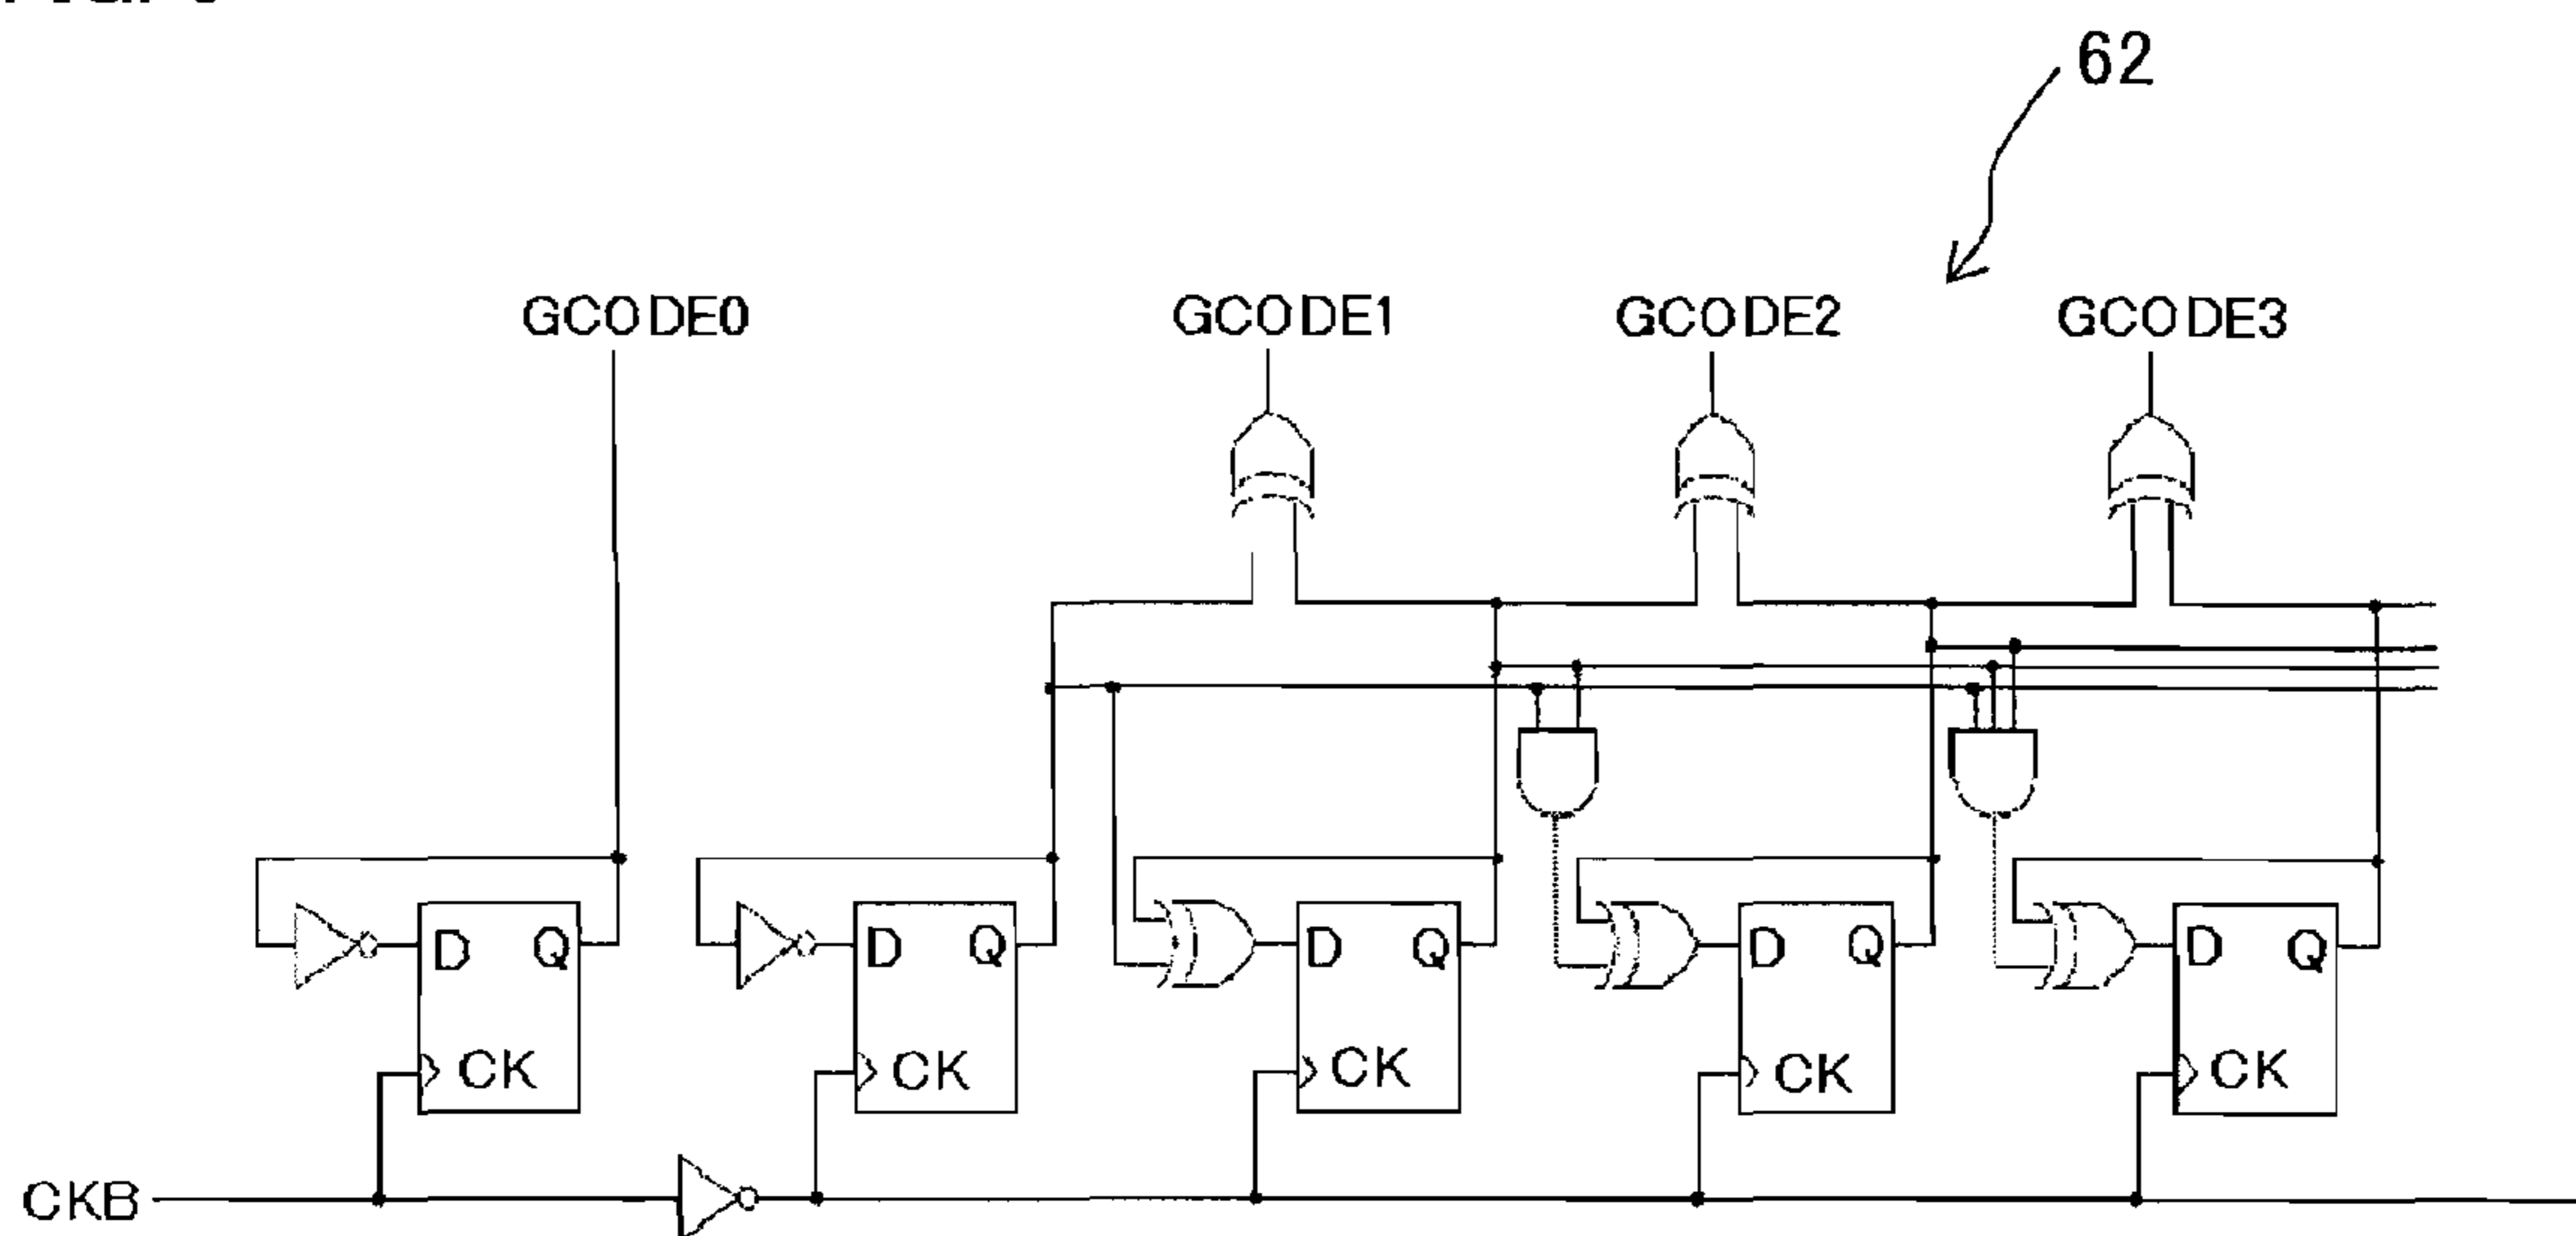 62
GCODE0 GCODE1 GCODE2 GCODE3
D Q D Q D Q D Q D Q
CK CK CK CK CK
CKB